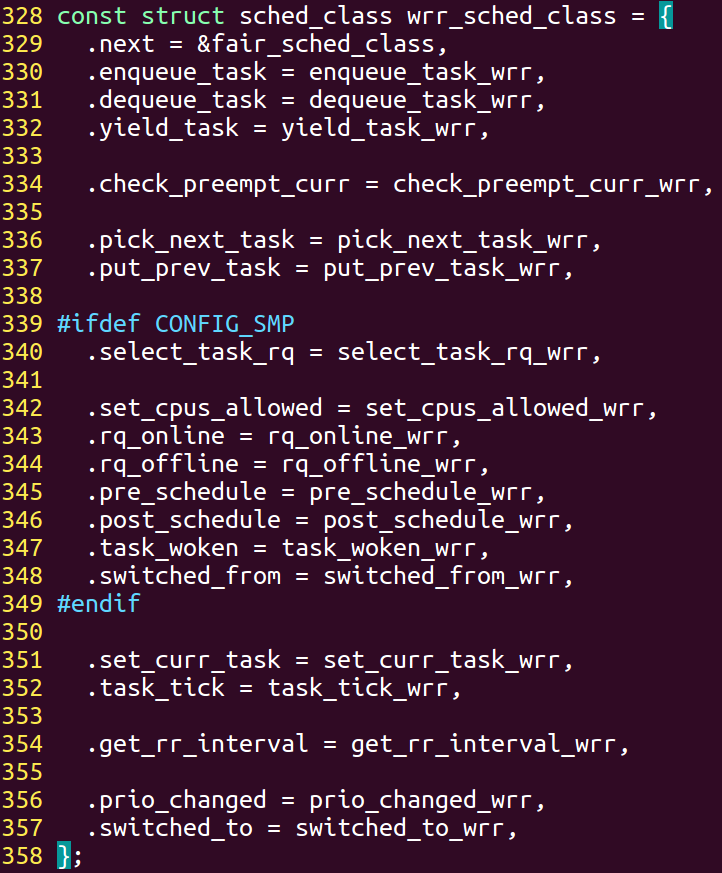 328 const struct sched_class wrr_sched_class = {
329   .next = &fair_sched_class,
330   .enqueue_task = enqueue_task_wrr,
331   .dequeue_task = dequeue_task_wrr,
332   .yield_task = yield_task_wrr,
333
334   .check_preempt_curr = check_preempt_curr_wrr,
335
336   .pick_next_task = pick_next_task_wrr,
337   .put_prev_task = put_prev_task_wrr,
338
339 #ifdef CONFIG_SMP
340   .select_task_rq = select_task_rq_wrr,
341
342   .set_cpus_allowed = set_cpus_allowed_wrr,
343   .rq_online = rq_online_wrr,
344   .rq_offline = rq_offline_wrr,
345   .pre_schedule = pre_schedule_wrr,
346   .post_schedule = post_schedule_wrr,
347   .task_woken = task_woken_wrr,
348   .switched_from = switched_from_wrr,
349 #endif
350
351   .set_curr_task = set_curr_task_wrr,
352   .task_tick = task_tick_wrr,
353
354   .get_rr_interval = get_rr_interval_wrr,
355
356   .prio_changed = prio_changed_wrr,
357   .switched_to = switched_to_wrr,
358 };